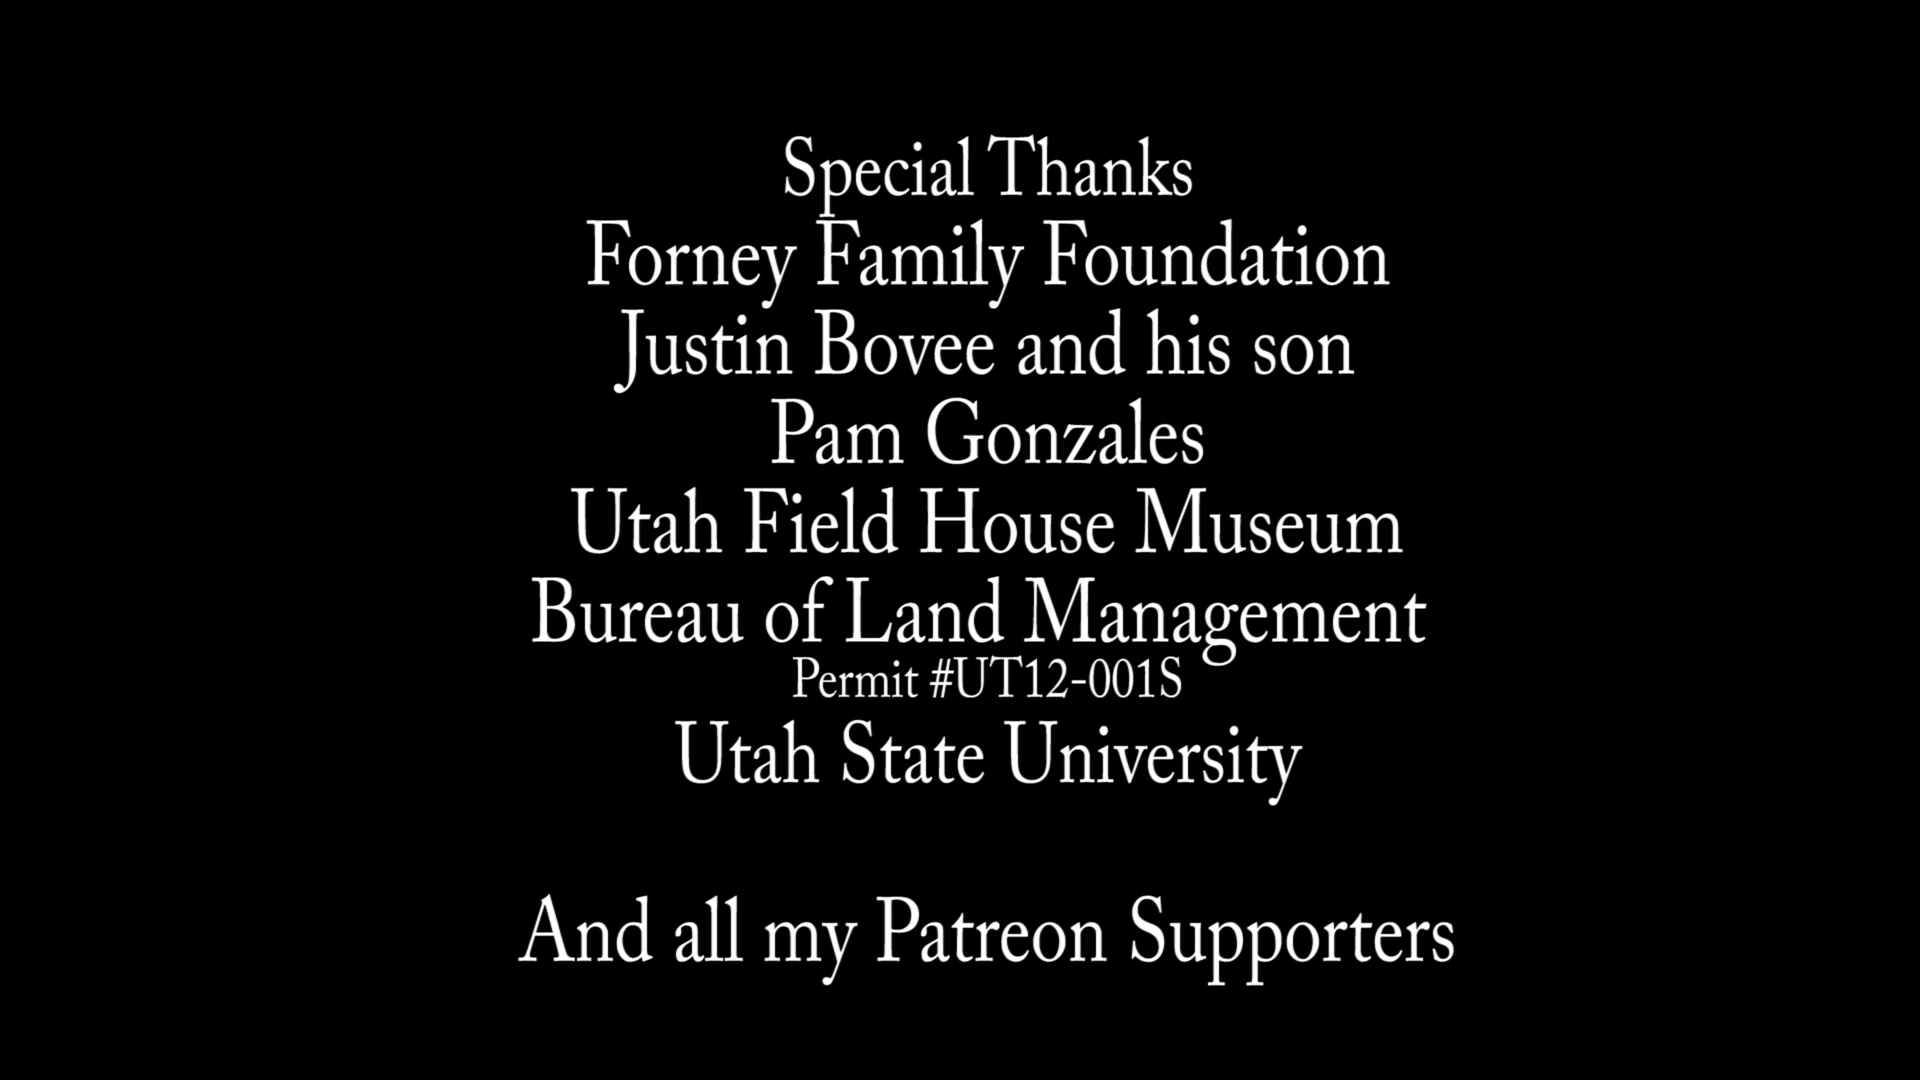 Special Thanks
Forney Family Foundation
Justin Bovee and his son
Pam Gonzales
Utah Field House Museum
Bureau of Land Management
Permit #UT12-001S
Utah State University
And all my Patreon Supporters